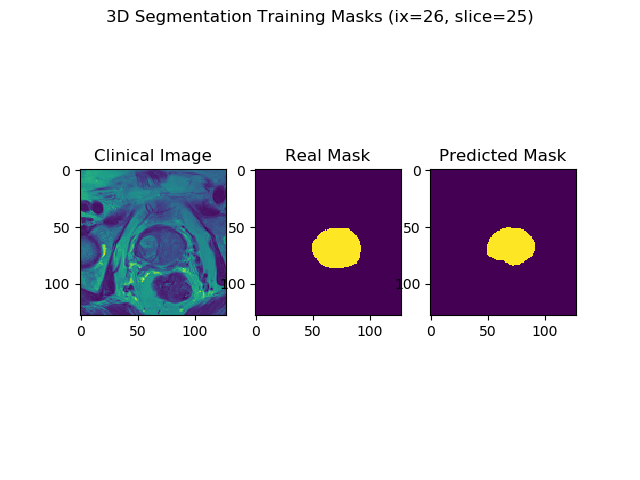 3D Segmentation Training Masks (ix=26, slice=25)
Clinical Image Real Mask Predicted Mask
0 0 0
50 50 50
100 100 100
0 50 100 0 50 100 0 50 100